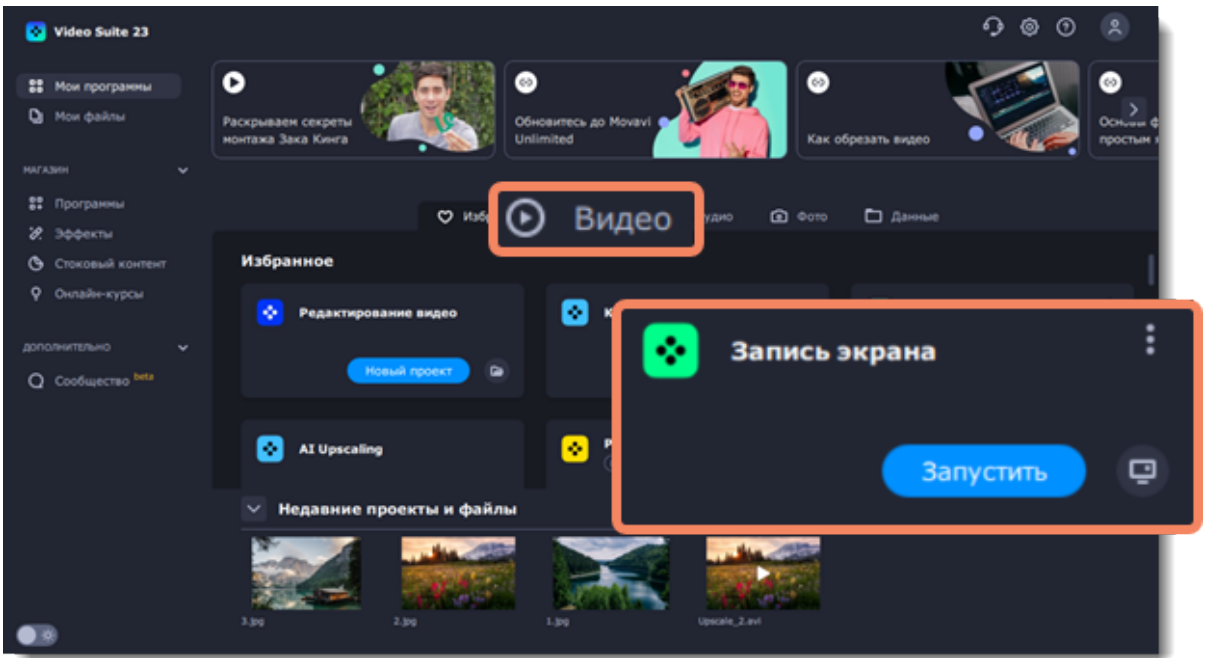 Video Suite 23
Мои программы
Мои файлы
МАГАЗИН
Программы
Эффекты
Стоковый контент
Онлайн-курсы
ДОПОЛНИТЕЛЬНО
Сообщество beta
Раскрываем секреты
монтажа Зака Кинга
Обновитесь до Movavi
Unlimited
Как обрезать видео
простым
Видео
Фото
Данные
Избранное
Редактирование видео
Новый проект
AI Upscaling
Запись экрана
Запустить
Недавние проекты и файлы
3.jpg
2.jpg
1.jpg
Upscale_2.avi